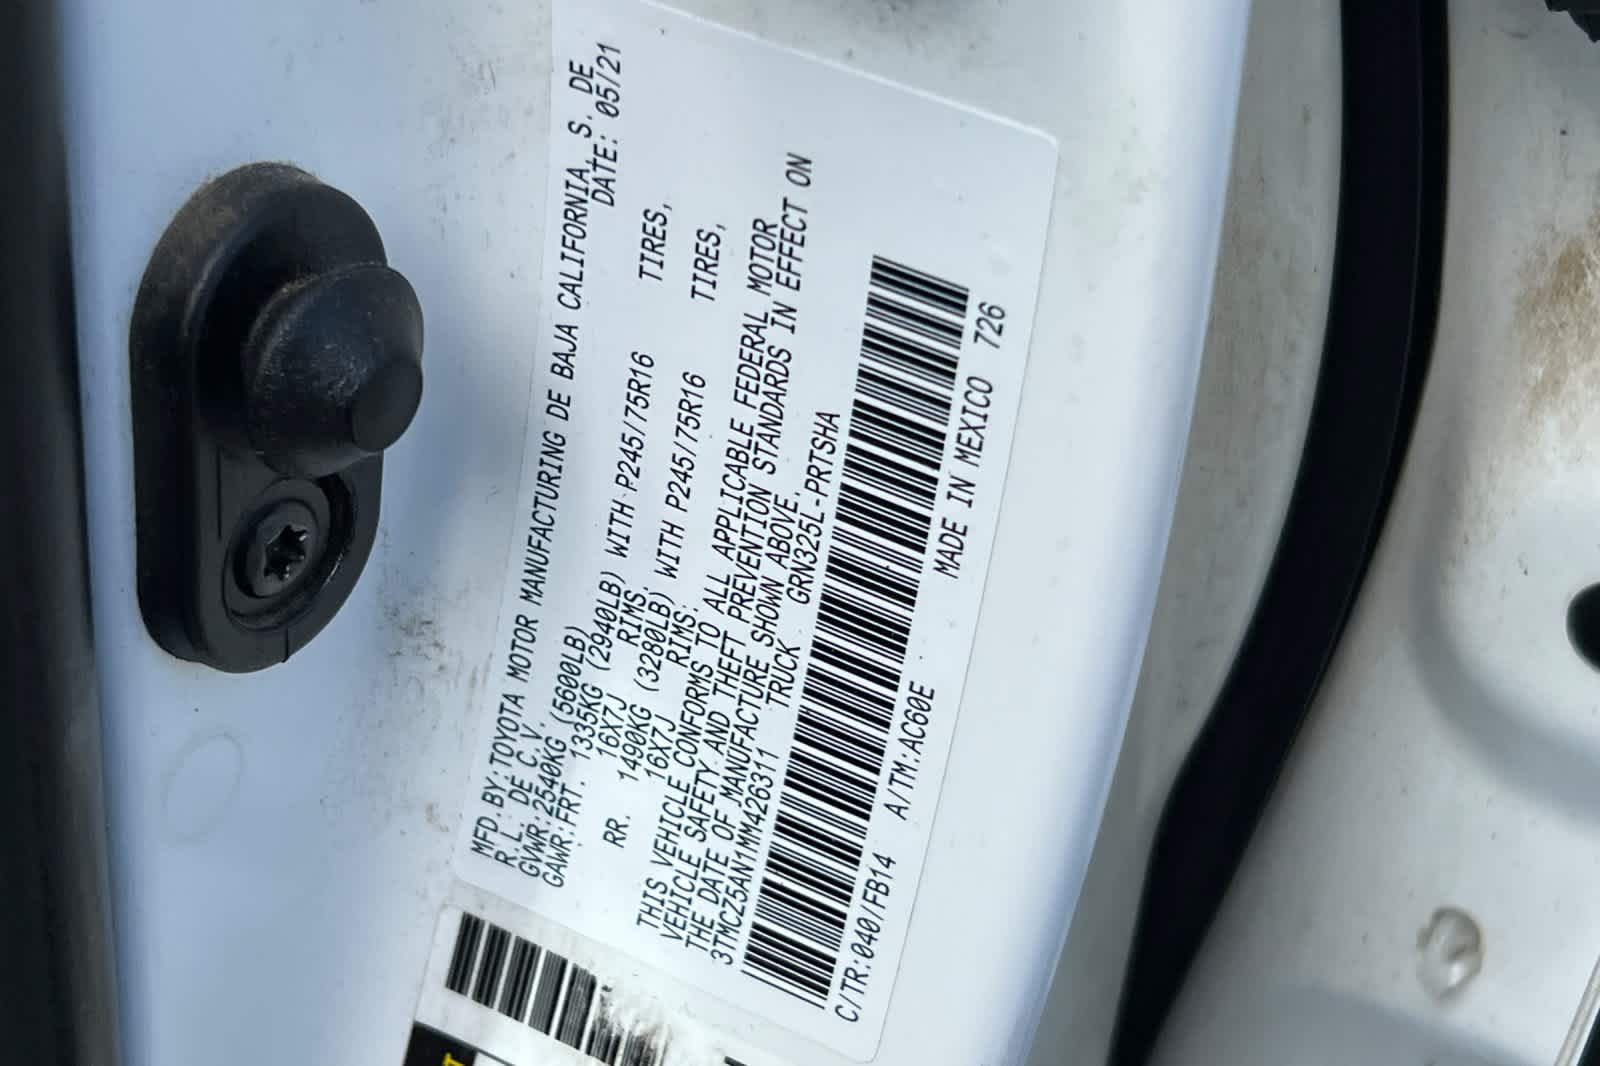 MFD.BY:TOYOTA MOTOR MANUFACTURING DE BAJA CALIFORNIA, S. DE
R.L. DE C.V. DATE: 05/21
GVWR:2540KG (5600LB)
GAWR:FRT. 1335KG (2940LB) WITH P245/75R16 TIRES,
16X7J RIMS.
RR. 1490KG (3280LB) WITH P245/75R16 TIRES,
16X7J RIMS.
THIS VEHICLE CONFORMS TO ALL APPLICABLE FEDERAL MOTOR
VEHICLE SAFETY AND THEFT PREVENTION STANDARDS IN EFFECT ON
THE DATE OF MANUFACTURE SHOWN ABOVE.
3TMCZ5AN1MM426311 TRUCK GRN325L-PRTSHA
C/TR:040/FB14 A/TM:AC60E MADE IN MEXICO 726